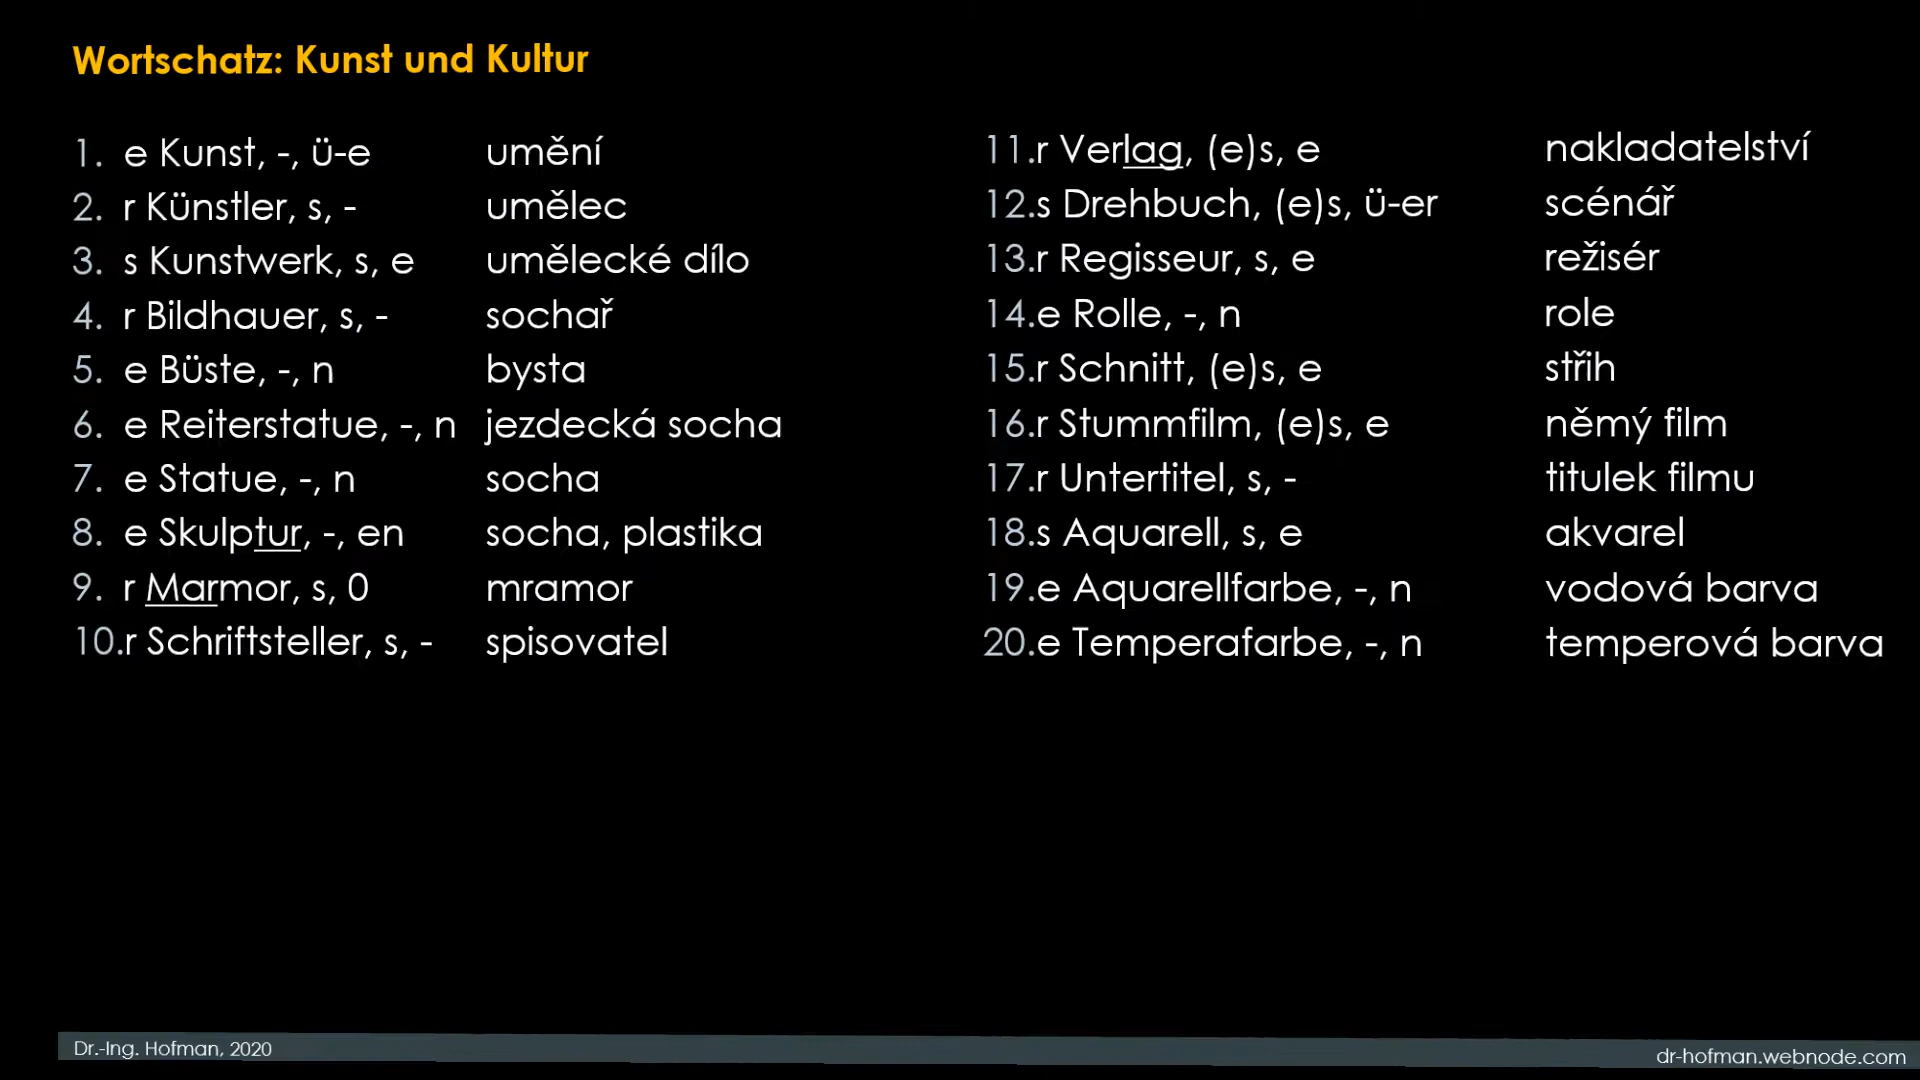 Wortschatz: Kunst und Kultur
1. e Kunst, -, ü-e umění
2. r Künstler, s, - umělec
3. s Kunstwerk, s, e umělecké dílo
4. r Bildhauer, s, - sochař
5. e Büste, -, n bysta
6. e Reiterstatue, -, n jezdecká socha
7. e Statue, -, n socha
8. e Skulptur, -, en socha, plastika
9. r Marmor, s, 0 mramor
10.r Schriftsteller, s, - spisovatel
11.r Verlag, (e)s, e nakladatelství
12.s Drehbuch, (e)s, ü-er scénář
13.r Regisseur, s, e režisér
14.e Rolle, -, n role
15.r Schnitt, (e)s, e střih
16.r Stummfilm, (e)s, e němý film
17.r Untertitel, s, - titulek filmu
18.s Aquarell, s, e akvarel
19.e Aquarellfarbe, -, n vodová barva
20.e Temperafarbe, -, n temperová barva
Dr.-Ing. Hofman, 2020
dr-hofman.webnode.com